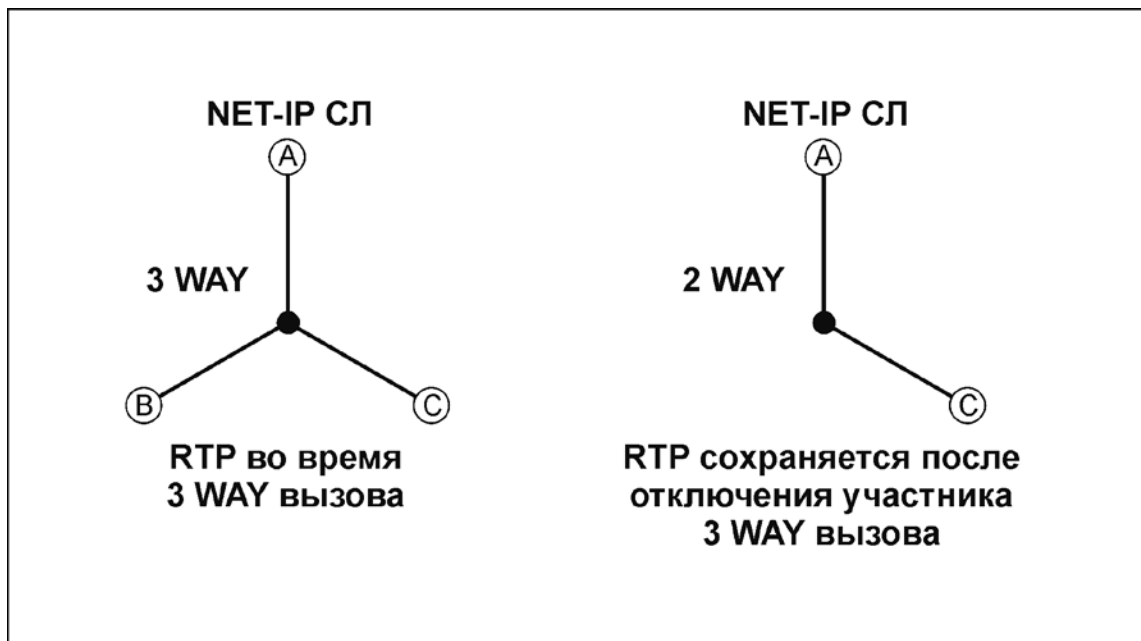 NET-IP СЛ
A
3 WAY
B
C
RTP во время
3 WAY вызова
NET-IP СЛ
A
2 WAY
C
RTP сохраняется после
отключения участника
3 WAY вызова